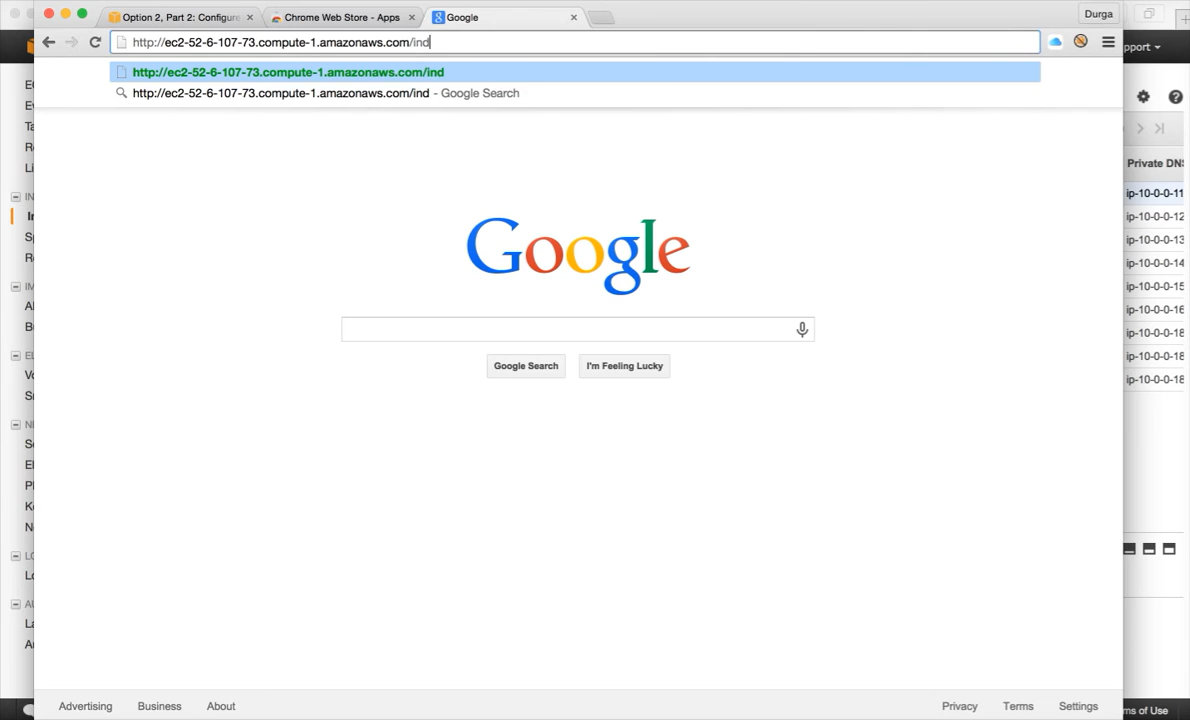 Option 2, Part 2: Configure
Chrome Web Store - Apps
Google
Durga
http://ec2-52-6-107-73.compute-1.amazonaws.com/ind
http://ec2-52-6-107-73.compute-1.amazonaws.com/ind
http://ec2-52-6-107-73.compute-1.amazonaws.com/ind - Google Search
pport
Private DNS
ip-10-0-0-11
ip-10-0-0-12
ip-10-0-0-13
ip-10-0-0-14
ip-10-0-0-15
ip-10-0-0-16
ip-10-0-0-18
ip-10-0-0-18
ip-10-0-0-18
Google
Google Search
I'm Feeling Lucky
Advertising
Business
About
Privacy
Terms
Settings
ms of Use